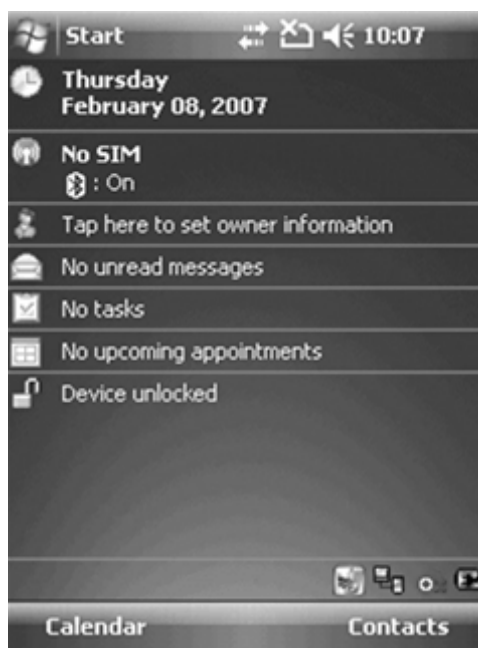 Start 10:07
Thursday
February 08, 2007
No SIM
: On
Tap here to set owner information
No unread messages
No tasks
No upcoming appointments
Device unlocked
Calendar Contacts